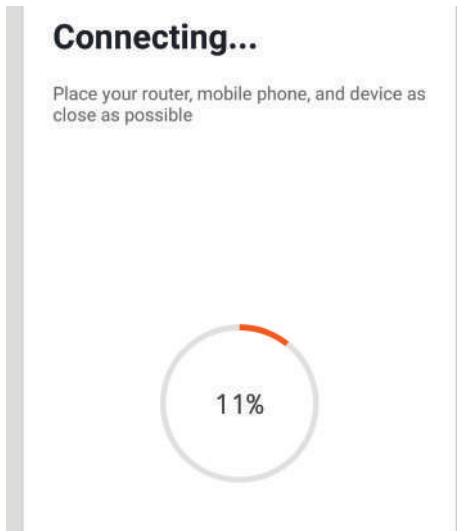 Connecting...
Place your router, mobile phone, and device as
close as possible
11%